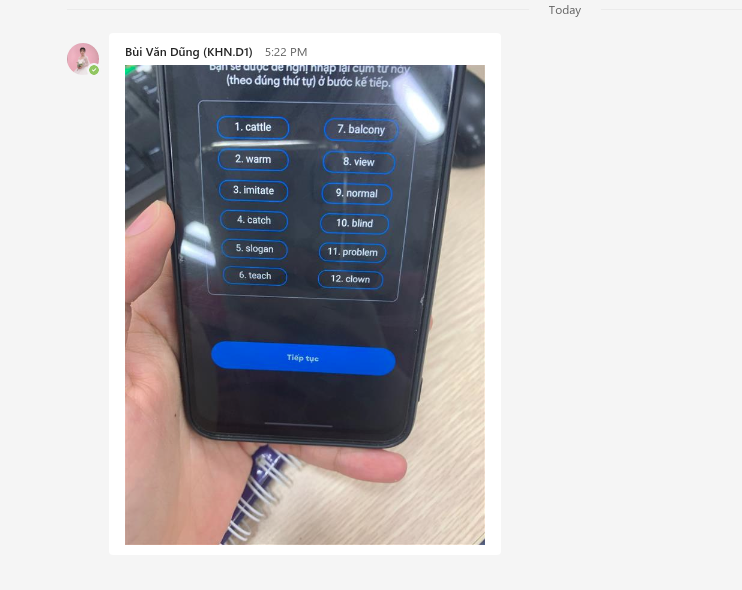 Today
Bùi Văn Dũng (KHN.D1) 5:22 PM
Bạn sẽ được đề nghị nhập lại cụm từ này
(theo đúng thứ tự) ở bước kế tiếp.
1. cattle
2. warm
3. imitate
4. catch
5. slogan
6. teach
7. balcony
8. view
9. normal
10. blind
11. problem
12. clown
Tiếp tục